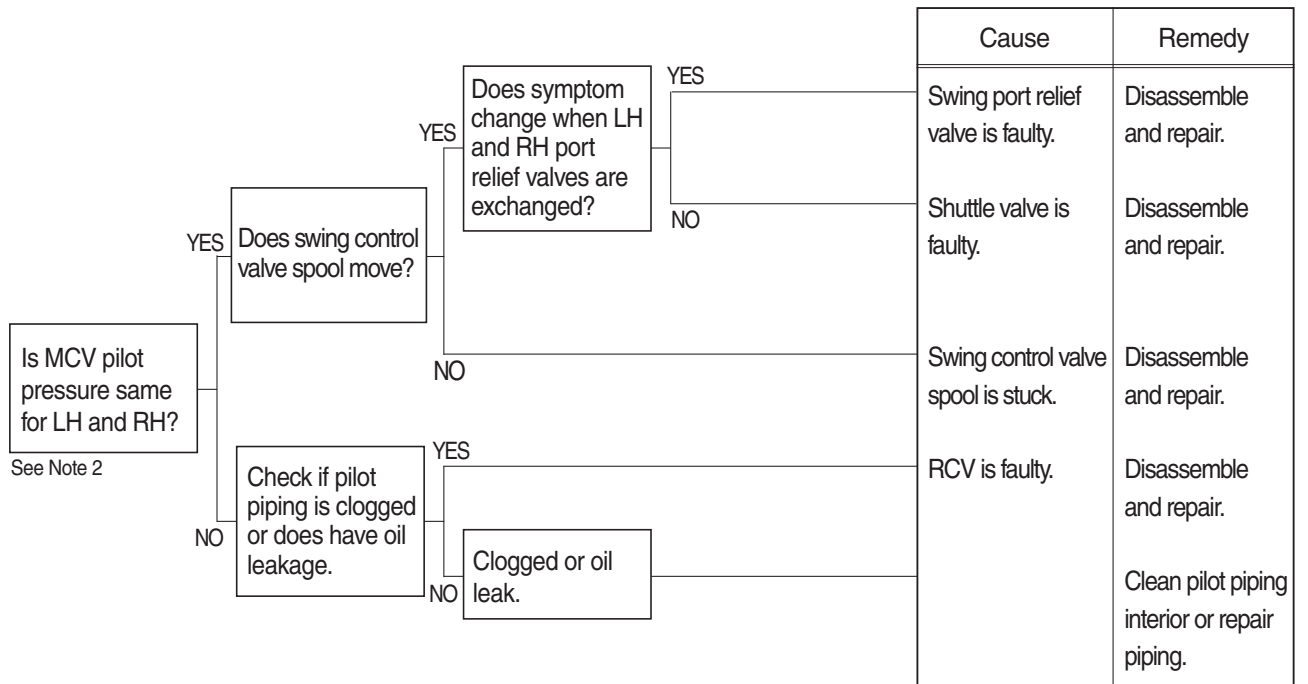 Cause
Remedy
YES
Does symptom
change when LH
and RH port
relief valves are
exchanged?
YES
NO
Swing port relief
valve is faulty.
Disassemble
and repair.
Shuttle valve is
faulty.
Disassemble
and repair.
YES
Does swing control
valve spool move?
NO
Swing control valve
spool is stuck.
Disassemble
and repair.
Is MCV pilot
pressure same
for LH and RH?
See Note 2
NO
Check if pilot
piping is clogged
or does have oil
leakage.
YES
RCV is faulty.
Disassemble
and repair.
NO
Clogged or oil
leak.
Clean pilot piping
interior or repair
piping.